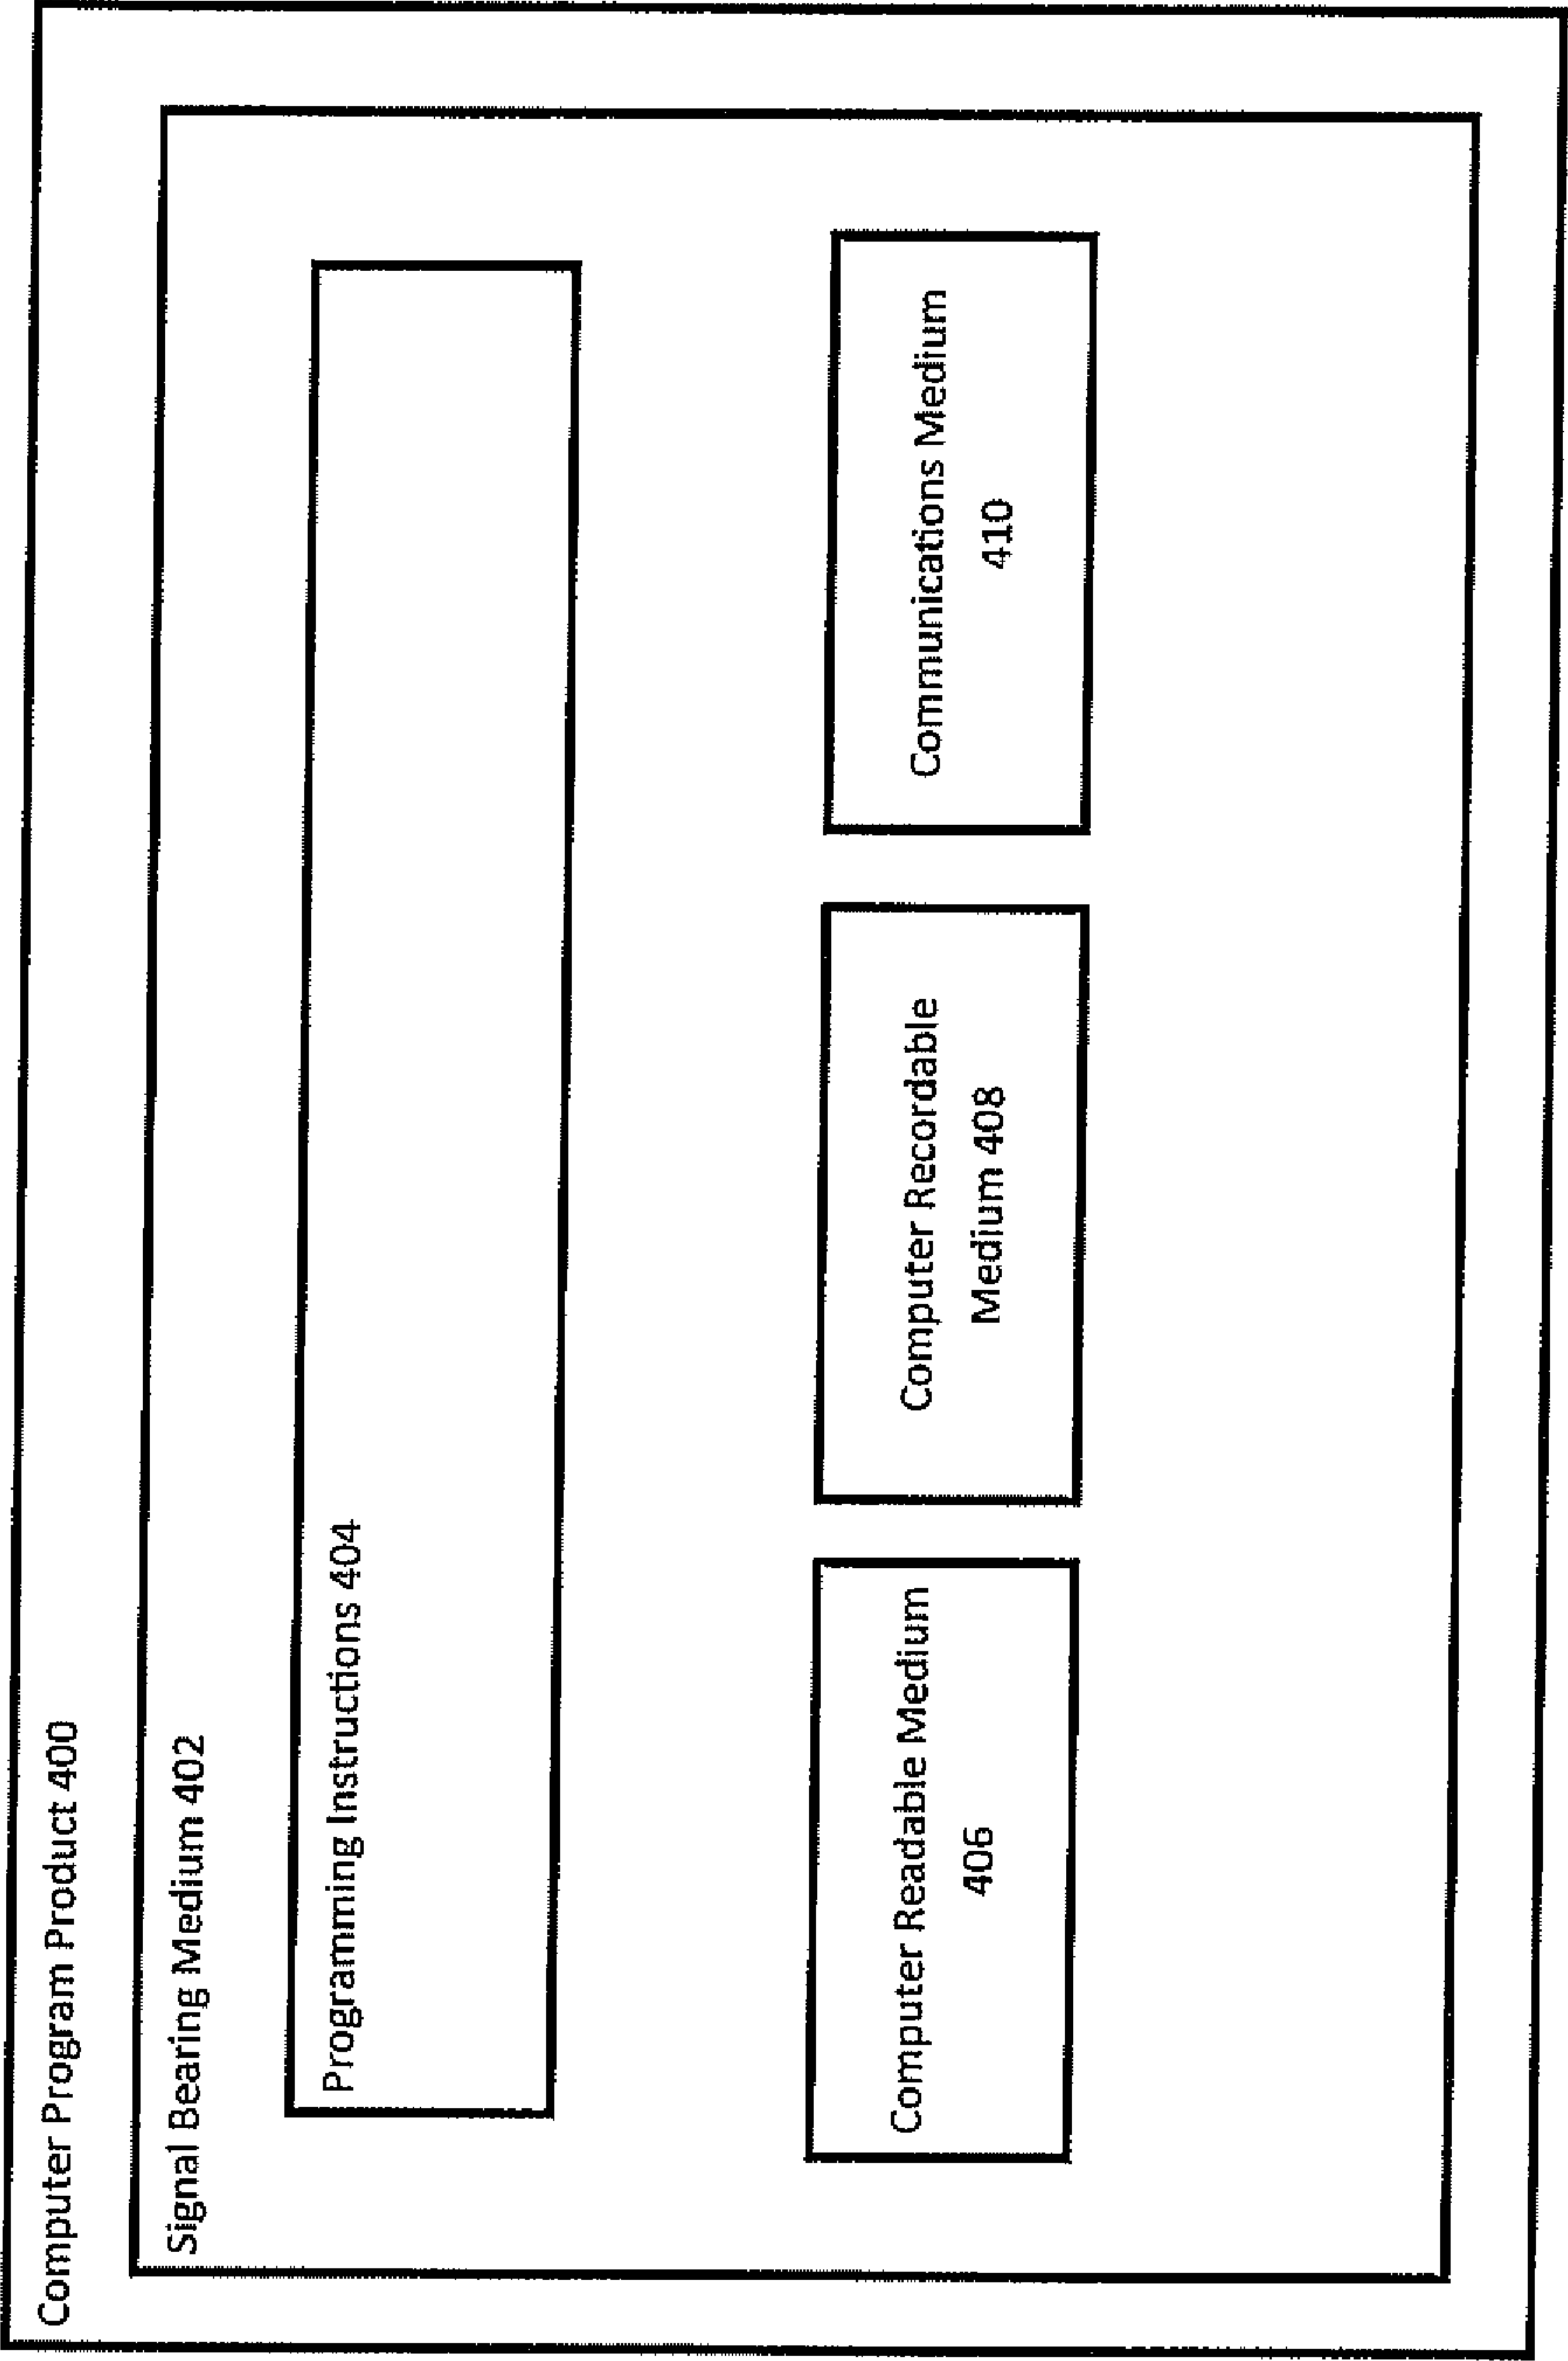 Computer Program Product 400
Signal Bearing Medium 402
Programming Instructions 404
Computer Readable Medium
406
Computer Recordable
Medium 408
Communications Medium
410